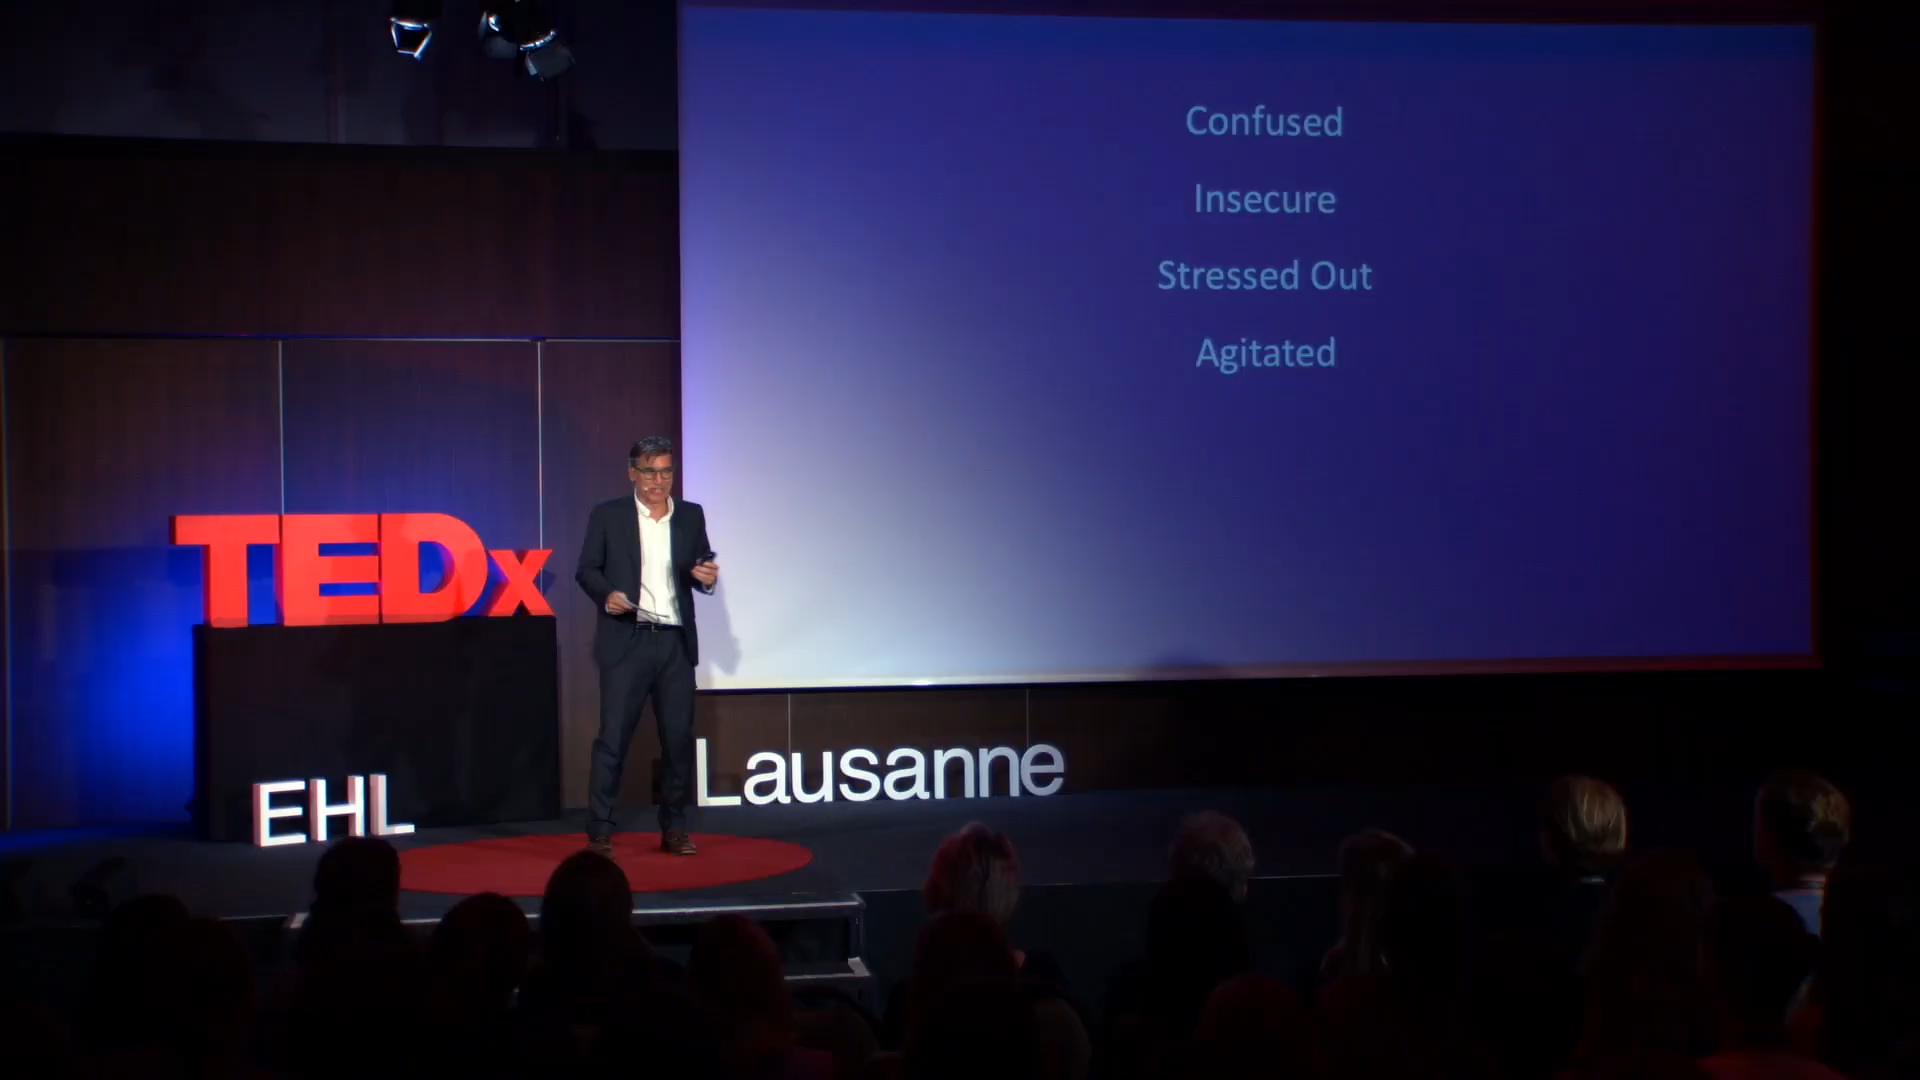 Confused
Insecure
Stressed Out
Agitated
TEDx
EHL Lausanne